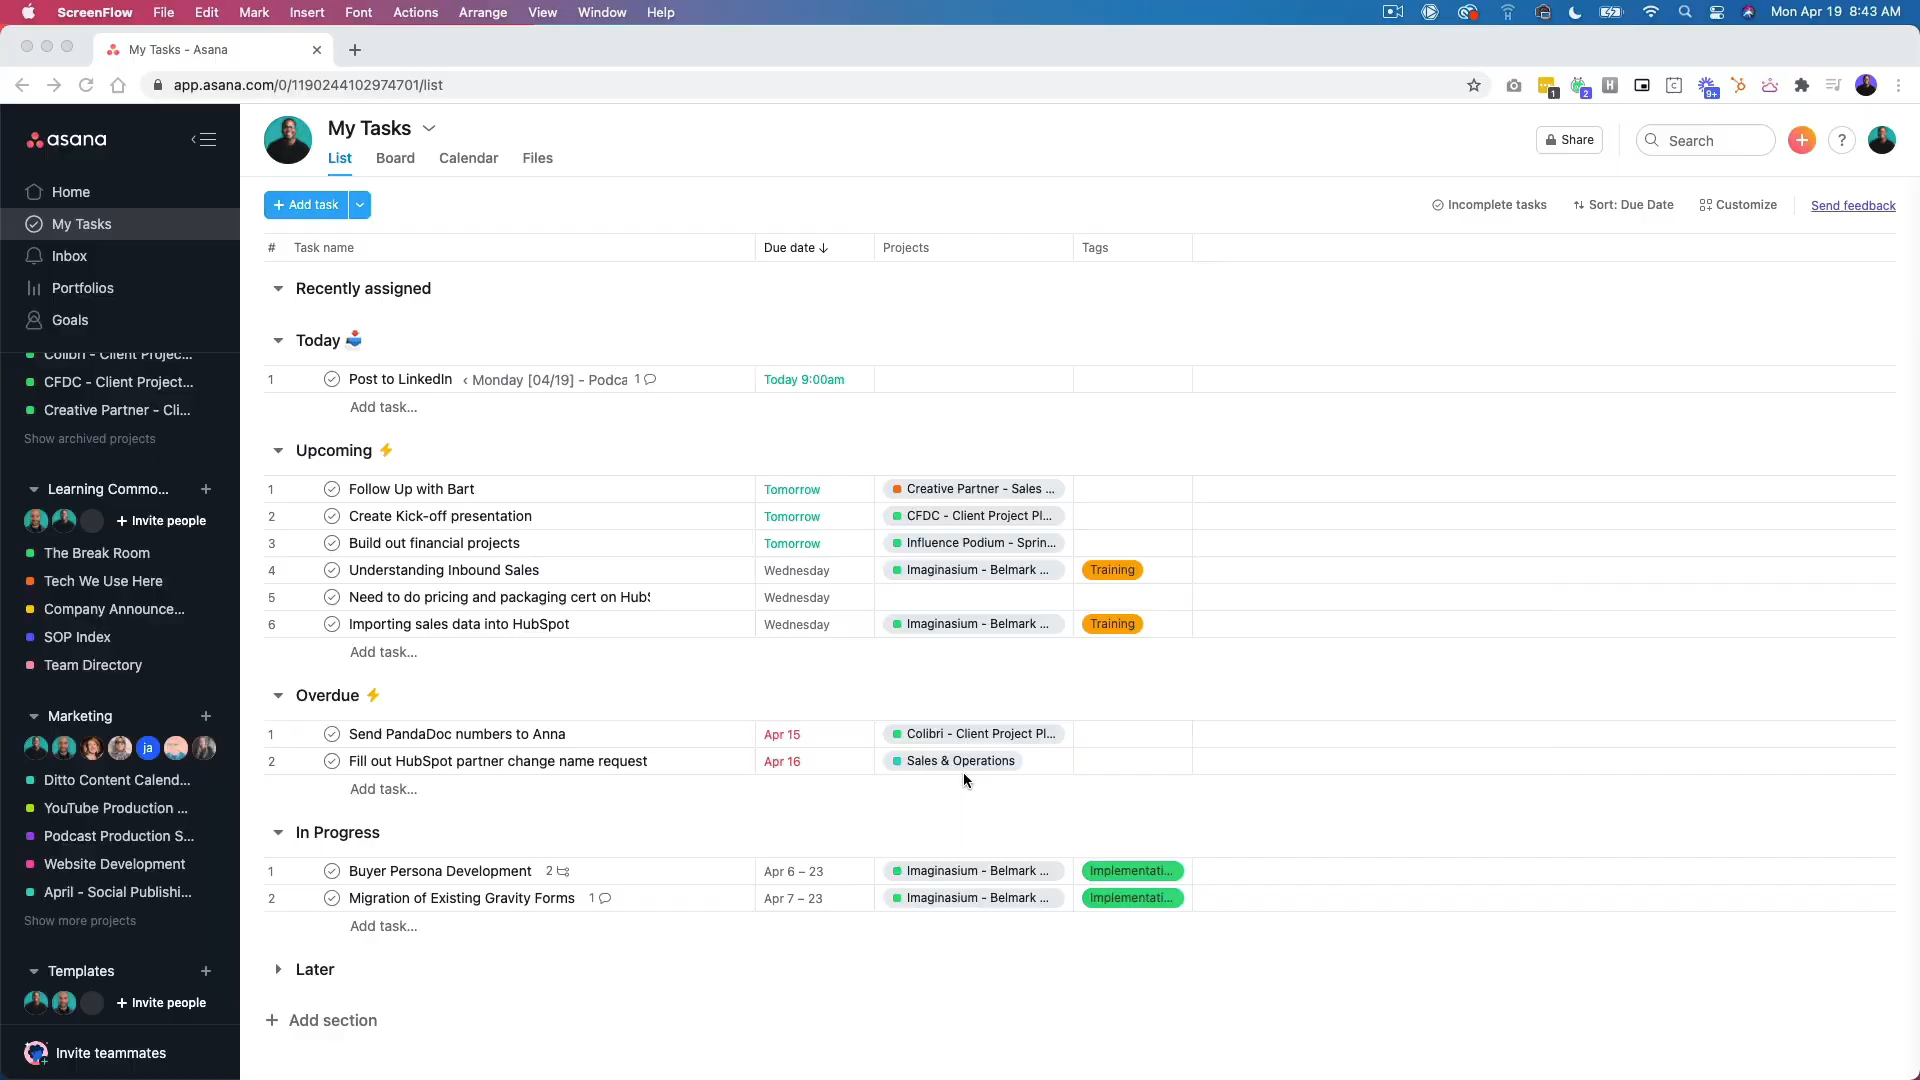 ScreenFlow File Edit Mark Insert Font Actions Arrange View Window Help Mon Apr 19 8:43 AM
My Tasks - Asana
app.asana.com/0/1190244102974701/list
1 2 H C 9+
asana
Home
My Tasks
Inbox
Portfolios
Goals
Colibri - Client Projec...
CFDC - Client Project...
Creative Partner - Cli...
Show archived projects
Learning Commo...
Invite people
The Break Room
Tech We Use Here
Company Announce...
SOP Index
Team Directory
Marketing
ja
Ditto Content Calend...
YouTube Production ...
Podcast Production S...
Website Development
April - Social Publishi...
Show more projects
Templates
Invite people
Invite teammates
My Tasks
List Board Calendar Files
Share Search ?
Add task Incomplete tasks Sort: Due Date Customize Send feedback
# Task name Due date Projects Tags
Recently assigned
Today
1 Post to LinkedIn ‹ Monday [04/19] - Podca 1 Today 9:00am
Add task...
Upcoming
1 Follow Up with Bart Tomorrow Creative Partner - Sales ...
2 Create Kick-off presentation Tomorrow CFDC - Client Project Pl...
3 Build out financial projects Tomorrow Influence Podium - Sprin...
4 Understanding Inbound Sales Wednesday Imaginasium - Belmark ... Training
5 Need to do pricing and packaging cert on HubS Wednesday
6 Importing sales data into HubSpot Wednesday Imaginasium - Belmark ... Training
Add task...
Overdue
1 Send PandaDoc numbers to Anna Apr 15 Colibri - Client Project Pl...
2 Fill out HubSpot partner change name request Apr 16 Sales & Operations
Add task...
In Progress
1 Buyer Persona Development 2 Apr 6 – 23 Imaginasium - Belmark ... Implementati...
2 Migration of Existing Gravity Forms 1 Apr 7 – 23 Imaginasium - Belmark ... Implementati...
Add task...
Later
Add section